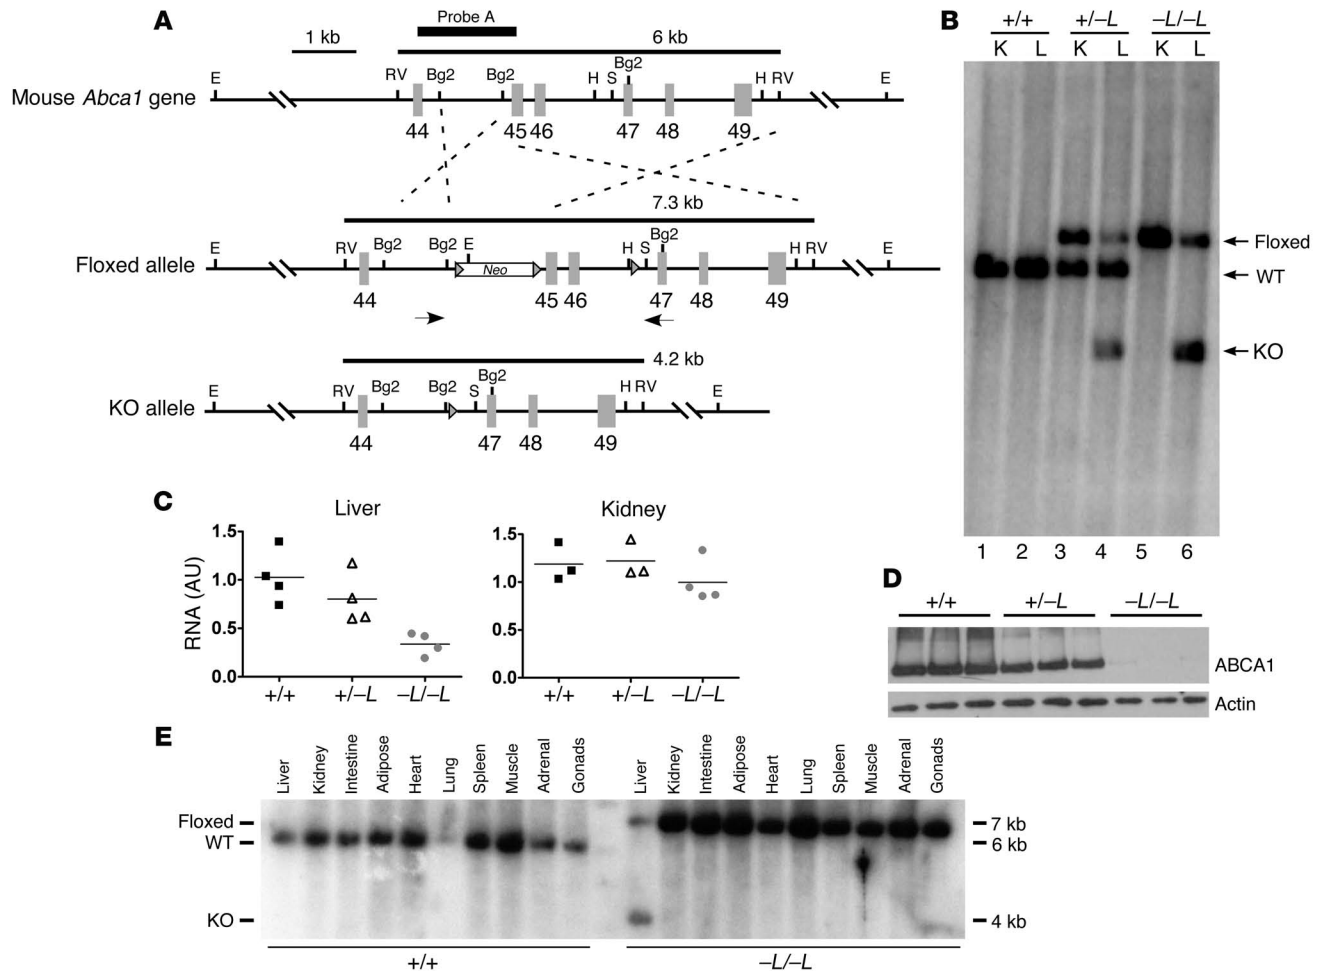 A
Probe A
1 kb
6 kb
E RV Bg2 Bg2 H S Bg2 H RV E
Mouse Abca1 gene
44 45 46 47 48 49
7.3 kb
E RV Bg2 Bg2 E H S Bg2 H RV E
Floxed allele
Neo
44 45 46 47 48 49
4.2 kb
E RV Bg2 Bg2 S Bg2 H RV E
KO allele
44 47 48 49
B
+/+ +/–L –L/–L
K L K L K L
Floxed
WT
KO
1 2 3 4 5 6
C
Liver
RNA (AU)
1.5
1.0
0.5
0.0
+/+ +/–L –L/–L
Kidney
1.5
1.0
0.5
0.0
+/+ +/–L –L/–L
D
+/+ +/–L –L/–L
ABCA1
Actin
E
Liver Kidney Intestine Adipose Heart Lung Spleen Muscle Adrenal Gonads
Liver Kidney Intestine Adipose Heart Lung Spleen Muscle Adrenal Gonads
Floxed
WT
KO
7 kb
6 kb
4 kb
+/+ –L/–L